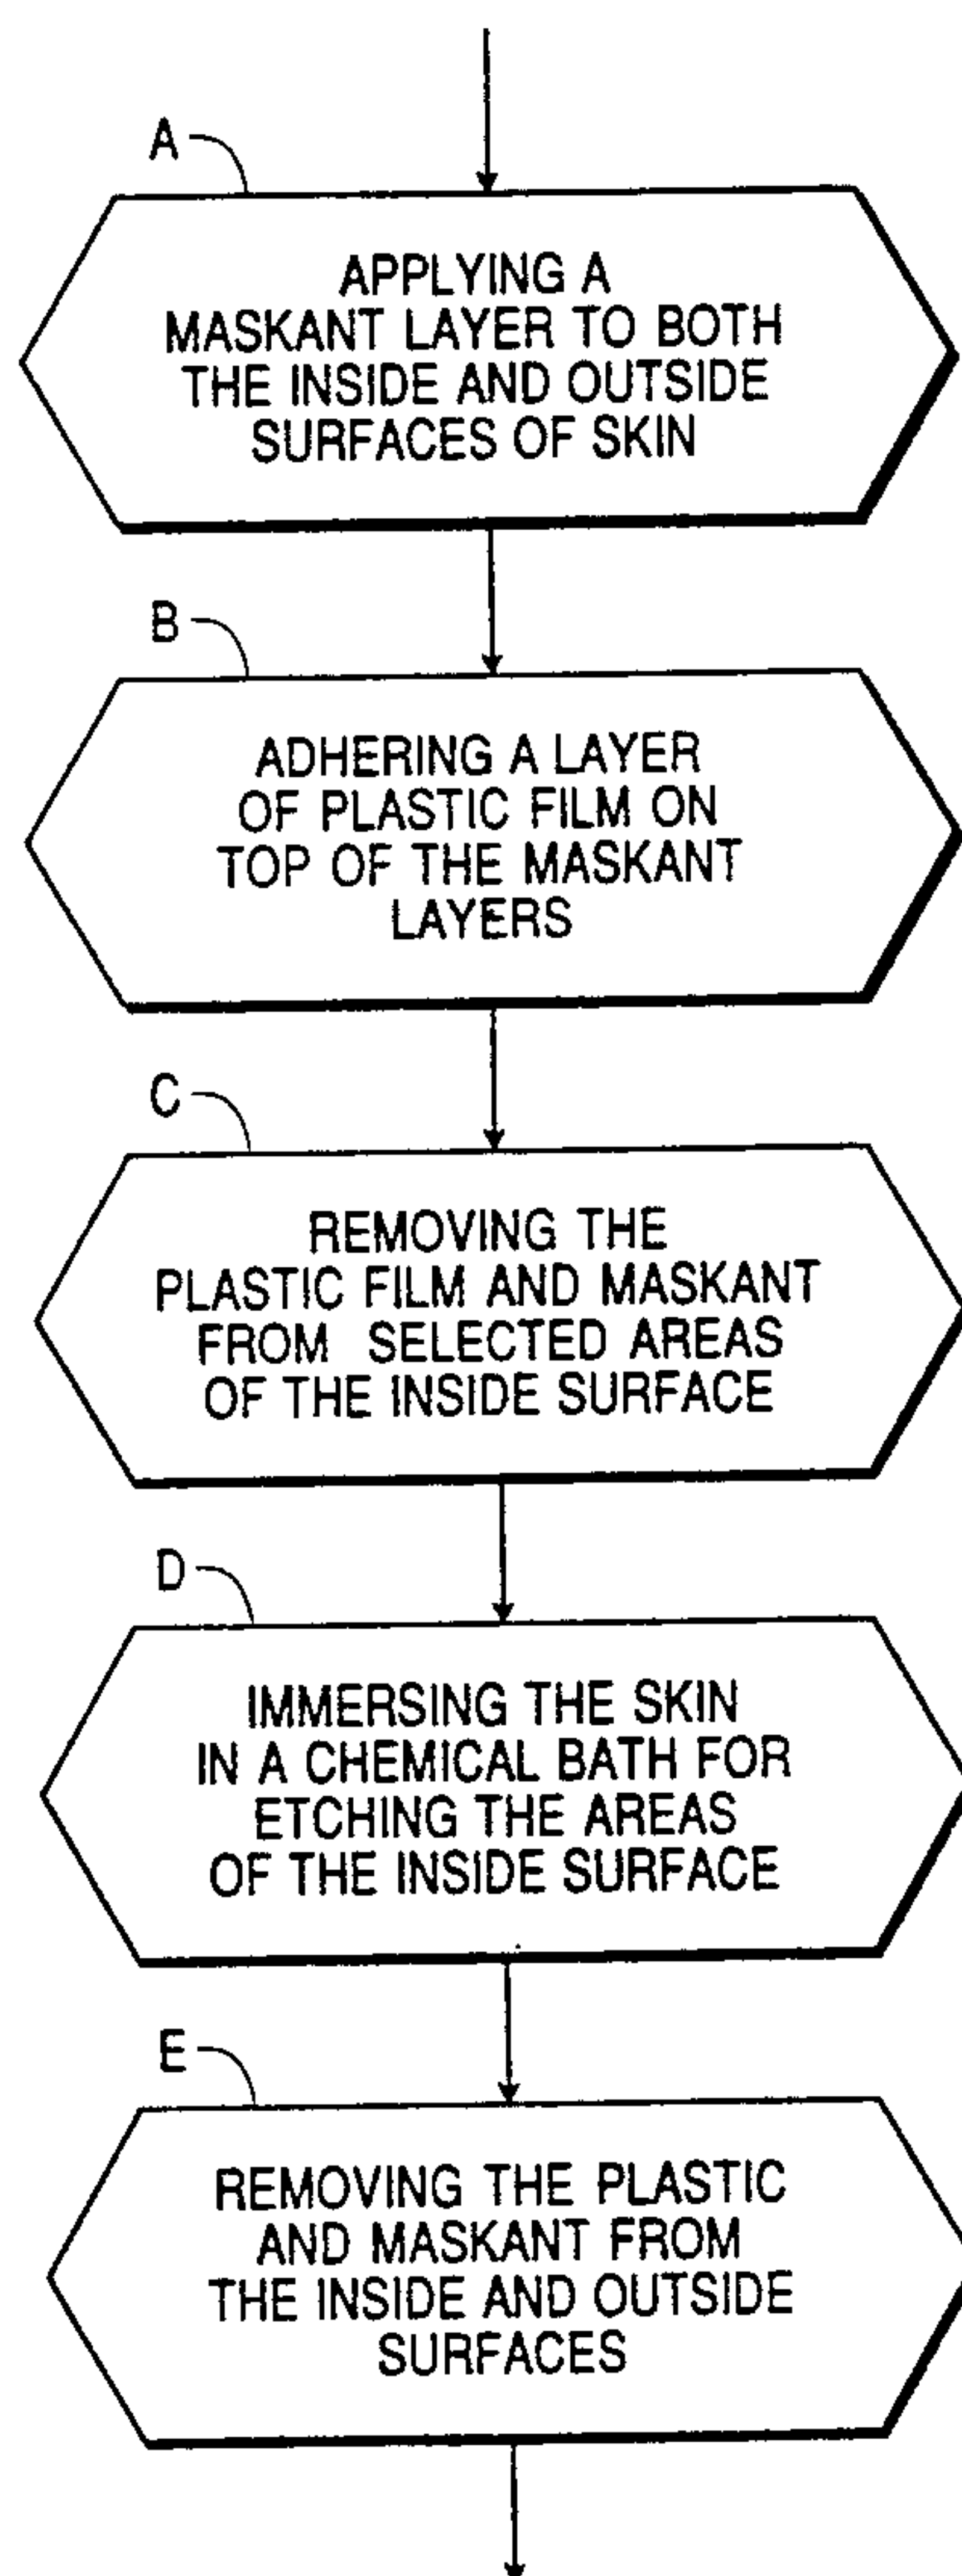 A
APPLYING A
MASKANT LAYER TO BOTH
THE INSIDE AND OUTSIDE
SURFACES OF SKIN
B
ADHERING A LAYER
OF PLASTIC FILM ON
TOP OF THE MASKANT
LAYERS
C
REMOVING THE
PLASTIC FILM AND MASKANT
FROM SELECTED AREAS
OF THE INSIDE SURFACE
D
IMMERSING THE SKIN
IN A CHEMICAL BATH FOR
ETCHING THE AREAS
OF THE INSIDE SURFACE
E
REMOVING THE PLASTIC
AND MASKANT FROM
THE INSIDE AND OUTSIDE
SURFACES